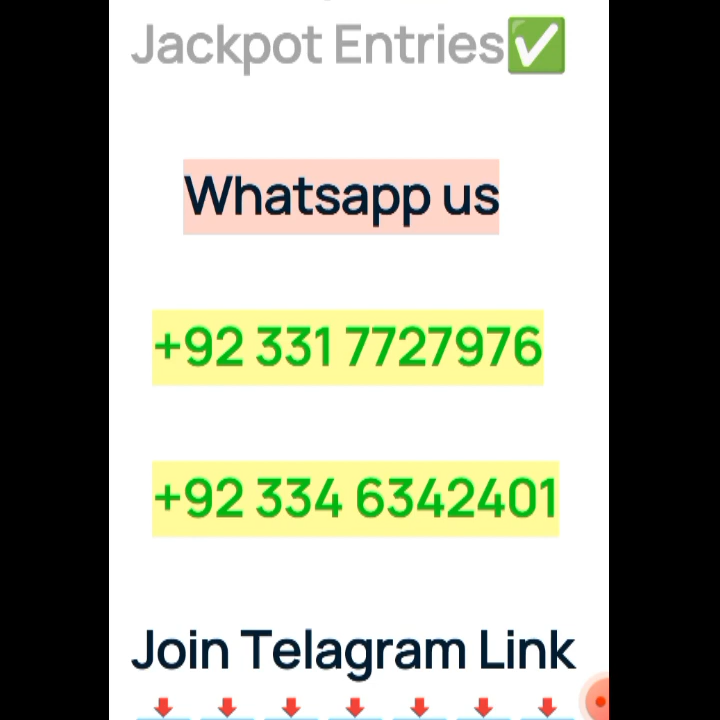 Jackpot Entries✅
Whatsapp us
+92 331 7727976
+92 334 6342401
Join Telagram Link